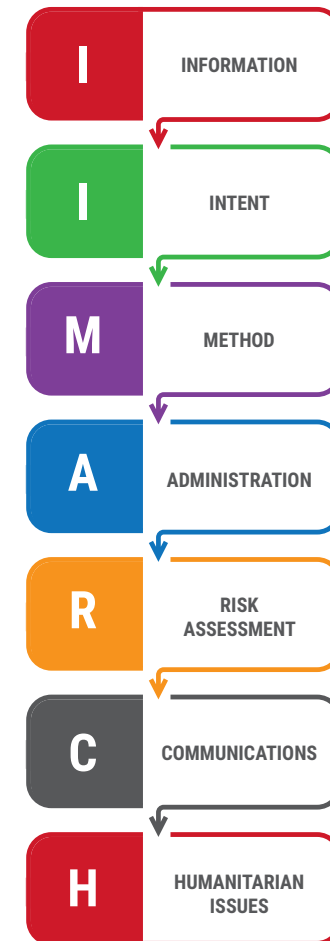 I
INFORMATION
I
INTENT
M
METHOD
A
ADMINISTRATION
R
RISK
ASSESSMENT
C
COMMUNICATIONS
H
HUMANITARIAN
ISSUES